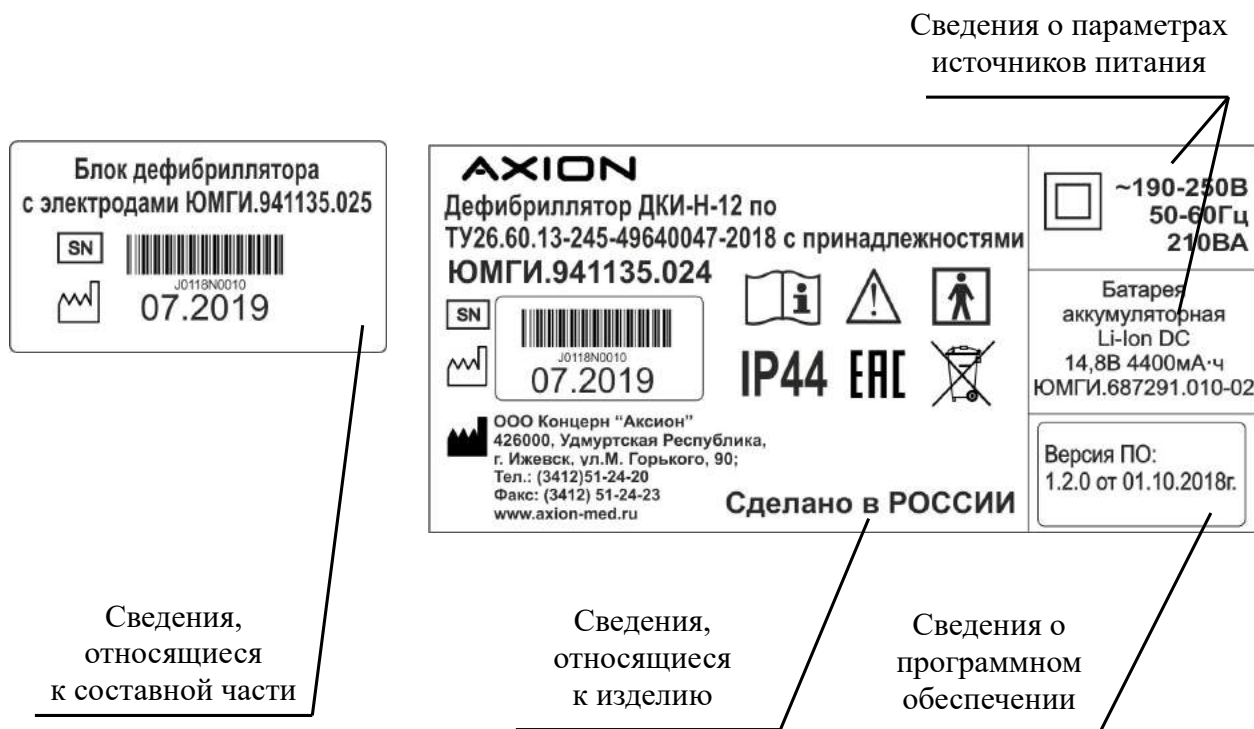 Сведения о параметрах
источников питания
Блок дефибриллятора
с электродами ЮМГИ.941135.025
SN
J0118N0010
07.2019
AXION
Дефибриллятор ДКИ-Н-12 по
ТУ26.60.13-245-49640047-2018 с принадлежностями
ЮМГИ.941135.024
SN
J0118N0010
07.2019
IP44 EAC
ООО Концерн “Аксион”
426000, Удмуртская Республика,
г. Ижевск, ул.М. Горького, 90;
Тел.: (3412)51-24-20
Факс: (3412) 51-24-23
www.axion-med.ru
Сделано в РОССИИ
~190-250В
50-60Гц
210ВА
Батарея
аккумуляторная
Li-Ion DC
14,8В 4400мА·ч
ЮМГИ.687291.010-02
Версия ПО:
1.2.0 от 01.10.2018г.
Сведения,
относящиеся
к составной части
Сведения,
относящиеся
к изделию
Сведения о
программном
обеспечении